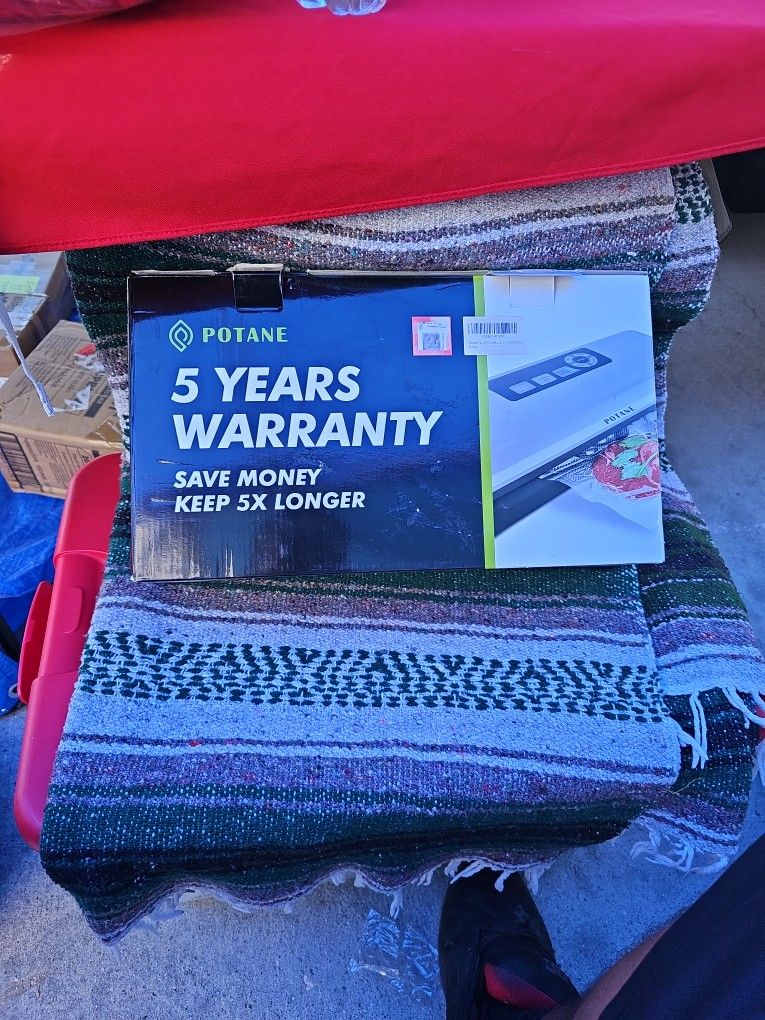 POTANE
5 YEARS
WARRANTY
SAVE MONEY
KEEP 5X LONGER
POTANE